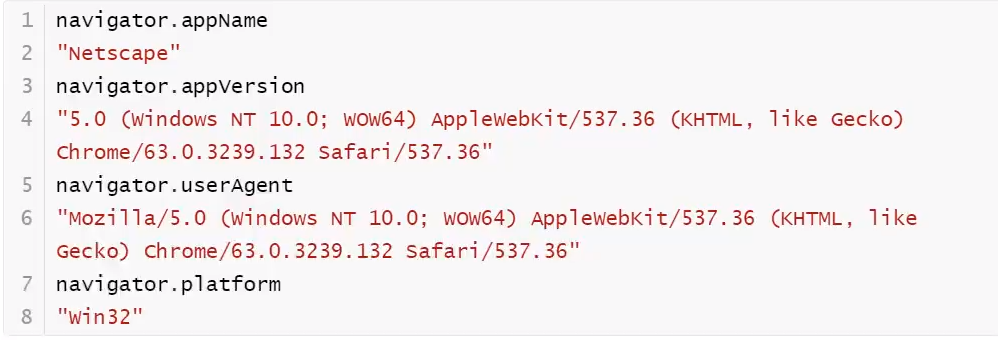 1 navigator.appName
2 "Netscape"
3 navigator.appVersion
4 "5.0 (Windows NT 10.0; WOW64) AppleWebKit/537.36 (KHTML, like Gecko)
Chrome/63.0.3239.132 Safari/537.36"
5 navigator.userAgent
6 "Mozilla/5.0 (Windows NT 10.0; WOW64) AppleWebKit/537.36 (KHTML, like
Gecko) Chrome/63.0.3239.132 Safari/537.36"
7 navigator.platform
8 "Win32"